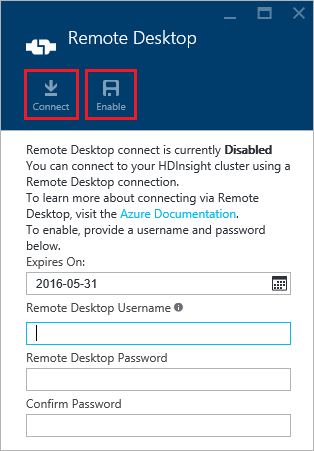 Remote Desktop
Connect Enable
Remote Desktop connect is currently Disabled
You can connect to your HDInsight cluster using a
Remote Desktop connection.
To learn more about connecting via Remote
Desktop, visit the Azure Documentation.
To enable, provide a username and password
below.
Expires On:
2016-05-31
Remote Desktop Username
Remote Desktop Password
Confirm Password